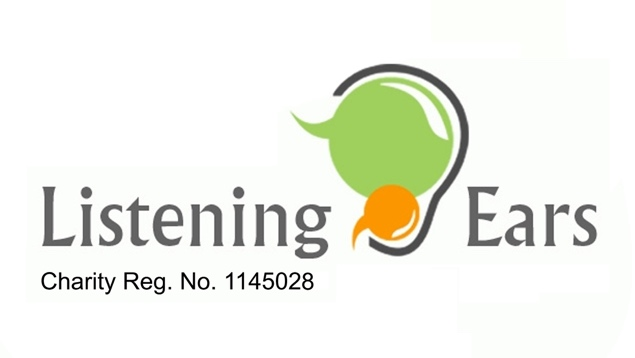 Listening Ears
Charity Reg. No. 1145028